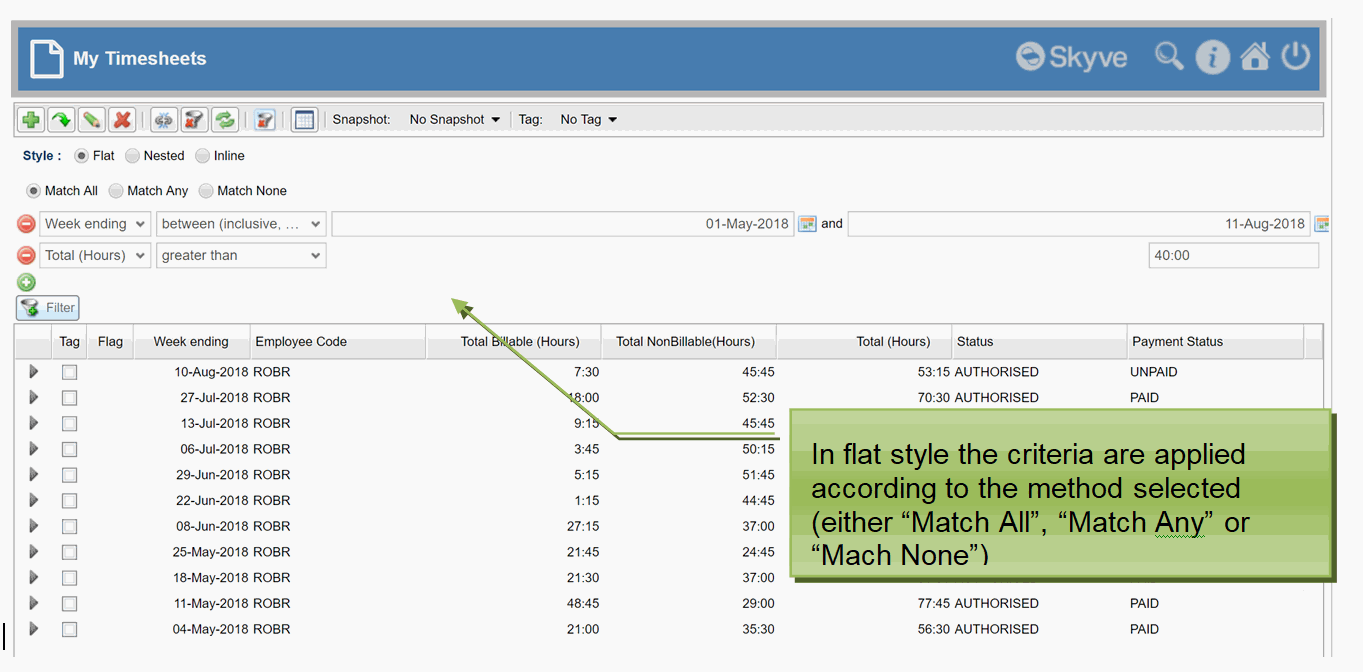 My Timesheets Skyve
Snapshot: No Snapshot Tag: No Tag
Style : Flat Nested Inline
Match All Match Any Match None
Week ending between (inclusive, ... 01-May-2018 and 11-Aug-2018
Total (Hours) greater than 40:00
Filter
Tag Flag Week ending Employee Code Total Billable (Hours) Total NonBillable(Hours) Total (Hours) Status Payment Status
10-Aug-2018 ROBR 7:30 45:45 53:15 AUTHORISED UNPAID
27-Jul-2018 ROBR 18:00 52:30 70:30 AUTHORISED PAID
13-Jul-2018 ROBR 9:15 45:45
06-Jul-2018 ROBR 3:45 50:15
29-Jun-2018 ROBR 5:15 51:45
22-Jun-2018 ROBR 1:15 44:45
08-Jun-2018 ROBR 27:15 37:00
25-May-2018 ROBR 21:45 24:45
18-May-2018 ROBR 21:30 37:00
11-May-2018 ROBR 48:45 29:00 77:45 AUTHORISED PAID
04-May-2018 ROBR 21:00 35:30 56:30 AUTHORISED PAID
In flat style the criteria are applied
according to the method selected
(either “Match All”, “Match Any” or
“Mach None”)